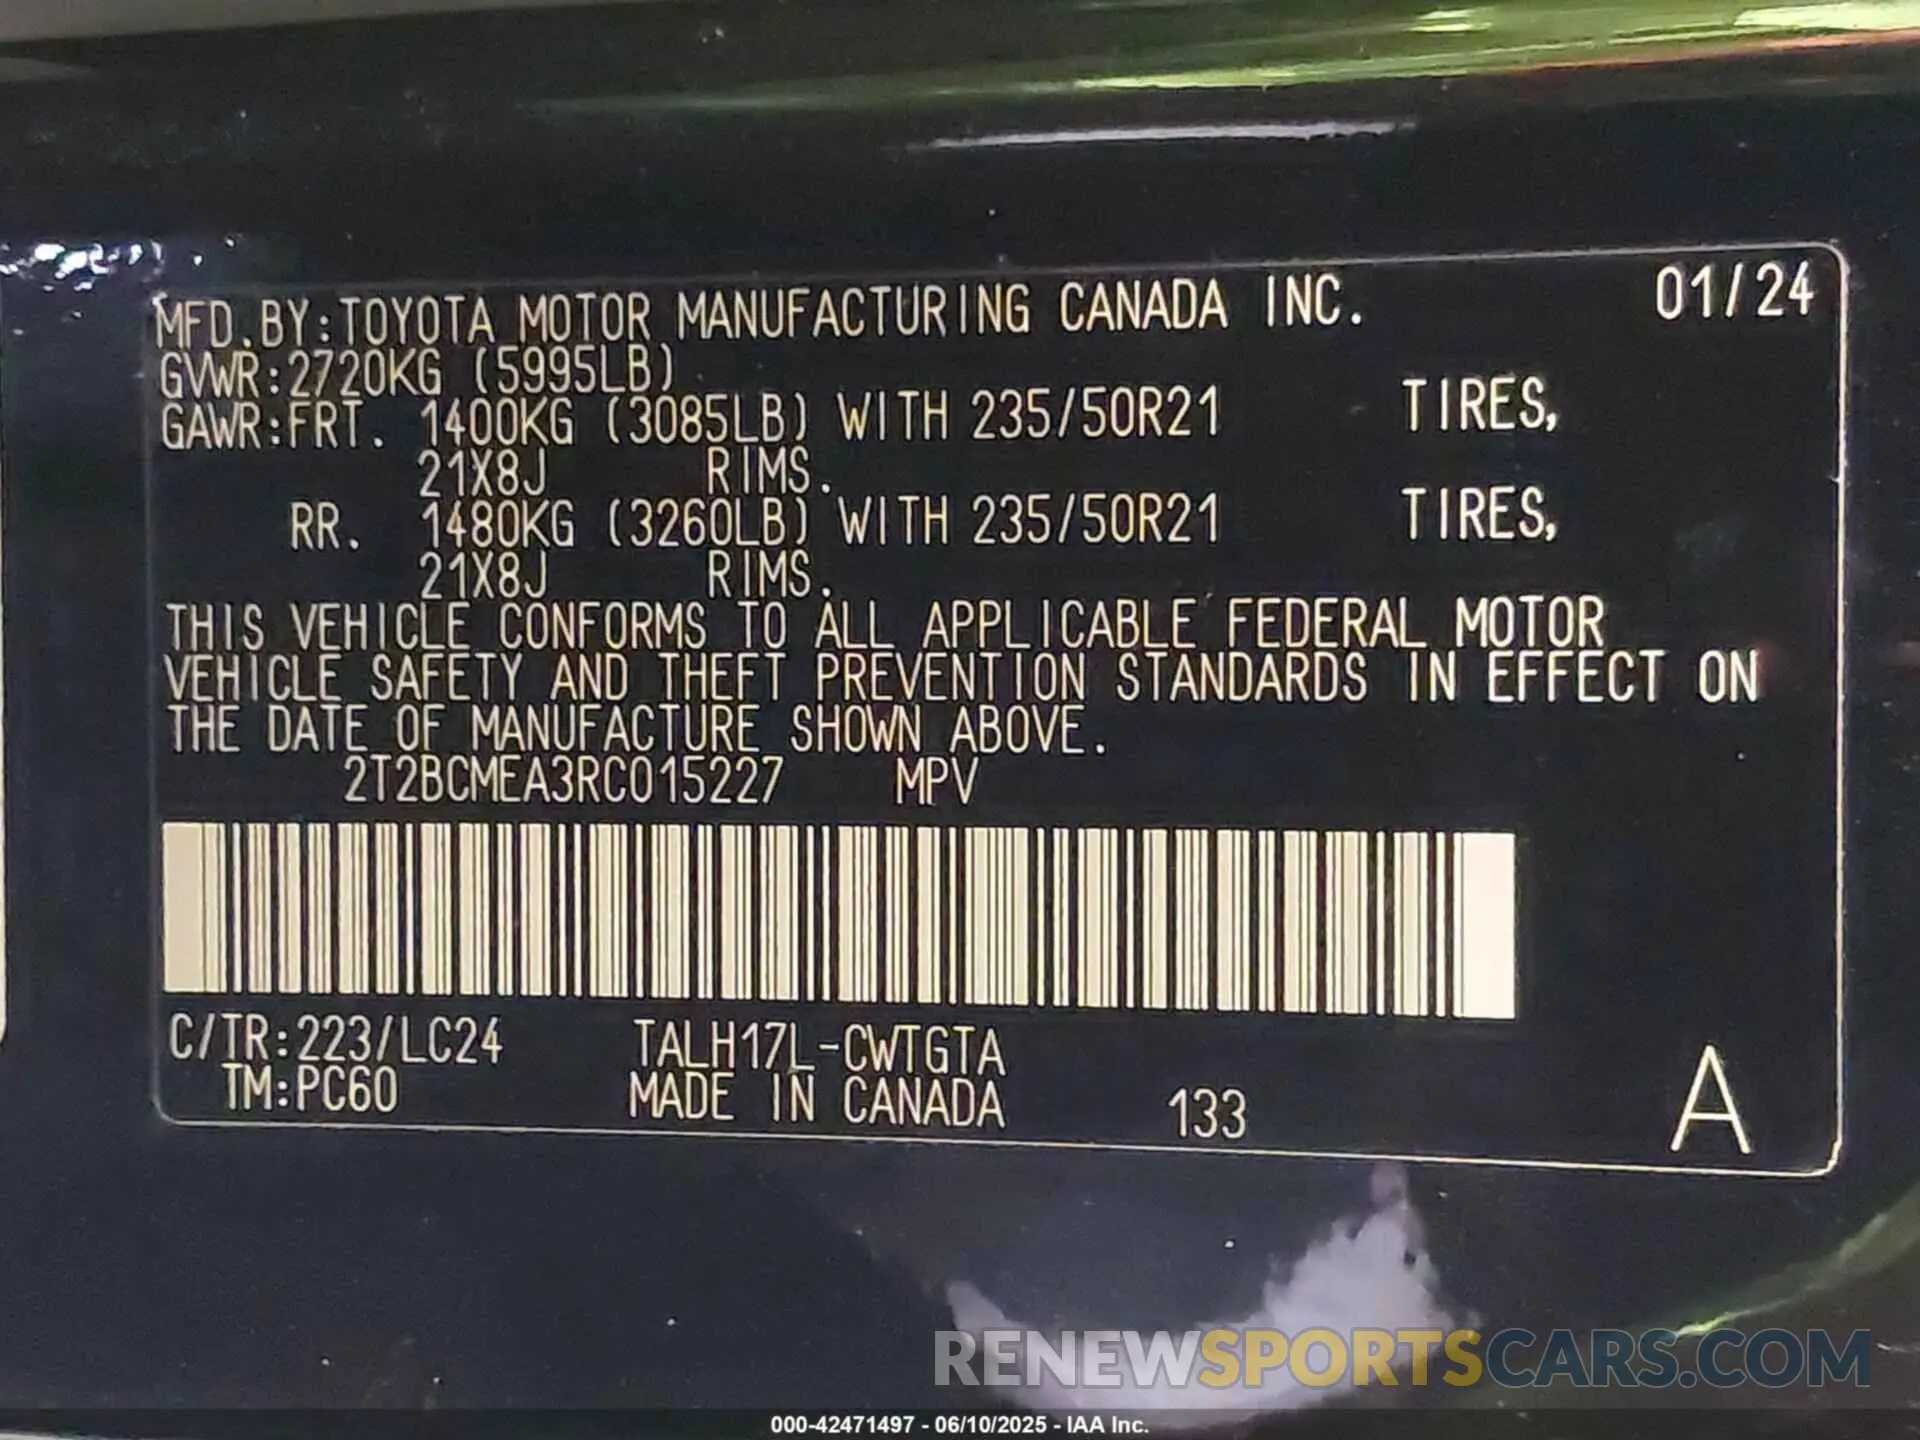 MFD.BY:TOYOTA MOTOR MANUFACTURING CANADA INC. 01/24
GVWR:2720KG (5995LB)
GAWR:FRT. 1400KG (3085LB) WITH 235/50R21 TIRES,
21X8J RIMS.
RR. 1480KG (3260LB) WITH 235/50R21 TIRES,
21X8J RIMS.
THIS VEHICLE CONFORMS TO ALL APPLICABLE FEDERAL MOTOR
VEHICLE SAFETY AND THEFT PREVENTION STANDARDS IN EFFECT ON
THE DATE OF MANUFACTURE SHOWN ABOVE.
2T2BCMEA3RC015227 MPV
C/TR:223/LC24 TALH17L-CWTGTA
TM:PC60 MADE IN CANADA 133 A
RENEWSPORTSCARS.COM
000-42471497 - 06/10/2025 - IAA Inc.